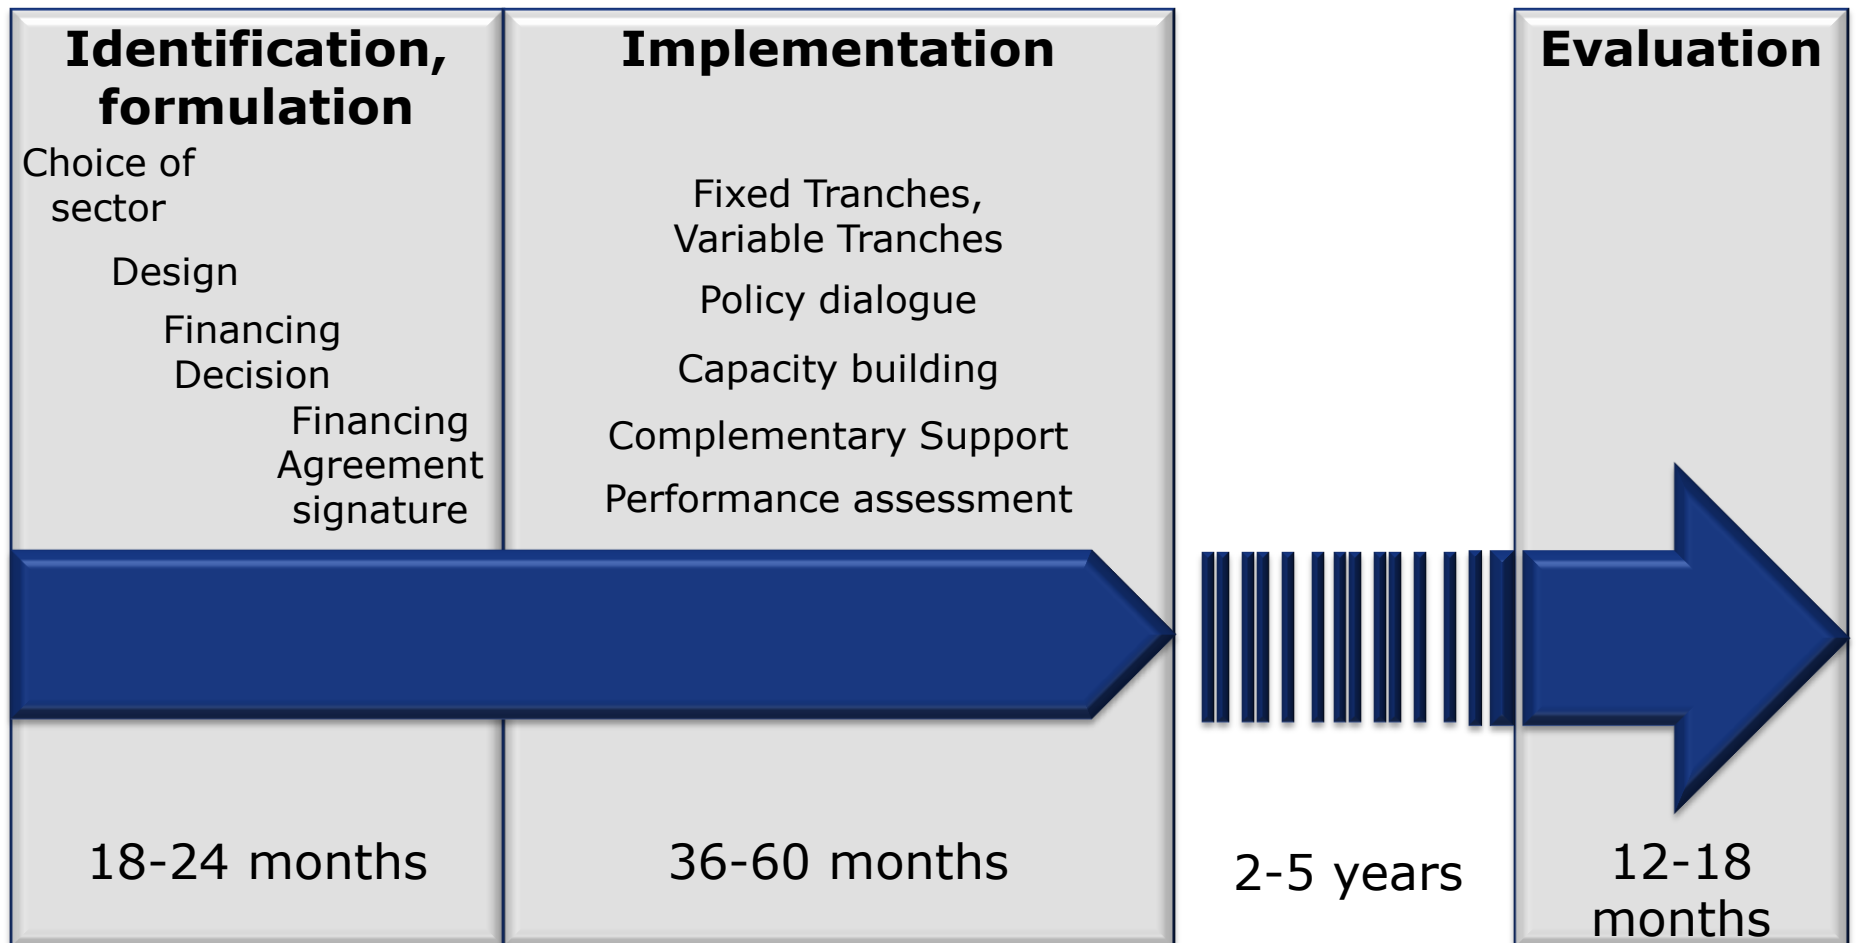 Identification,
formulation
Choice of
sector
Design
Financing
Decision
Financing
Agreement
signature
18-24 months
Implementation
Fixed Tranches,
Variable Tranches
Policy dialogue
Capacity building
Complementary Support
Performance assessment
36-60 months
2-5 years
Evaluation
12-18
months